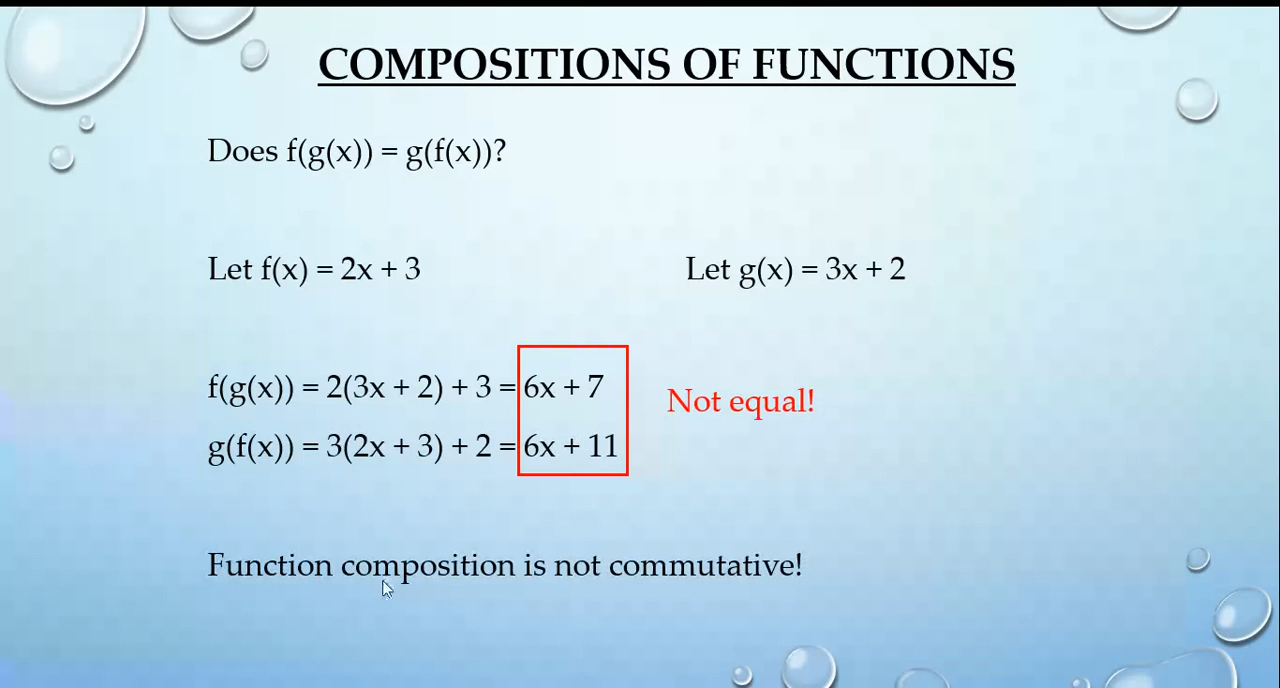 COMPOSITIONS OF FUNCTIONS
Does f(g(x)) = g(f(x))?
Let f(x) = 2x + 3
Let g(x) = 3x + 2
f(g(x)) = 2(3x + 2) + 3 = 6x + 7
Not equal!
g(f(x)) = 3(2x + 3) + 2 = 6x + 11
Function composition is not commutative!